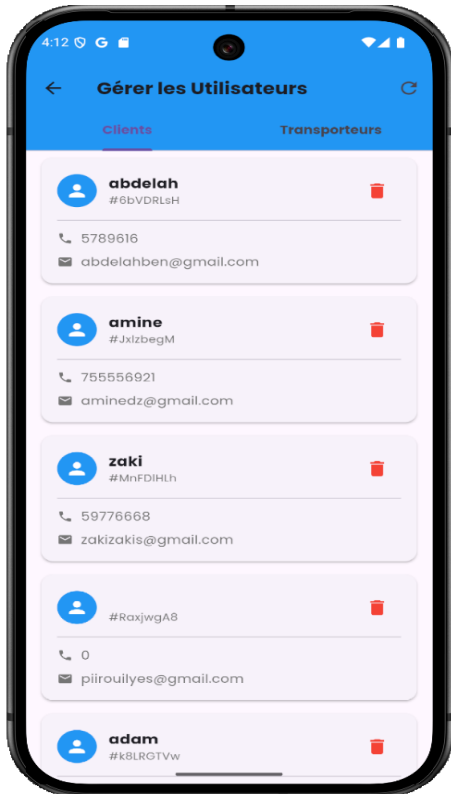 4:12 G
Gérer les Utilisateurs
Clients Transporteurs
abdelah
#6bVDRLsH
5789616
abdelahben@gmail.com
amine
#JxlzbegM
755556921
aminedz@gmail.com
zaki
#MnFDlHLh
59776668
zakizakis@gmail.com
#RaxjwgA8
0
piirouilyes@gmail.com
adam
#k8LRGTVw